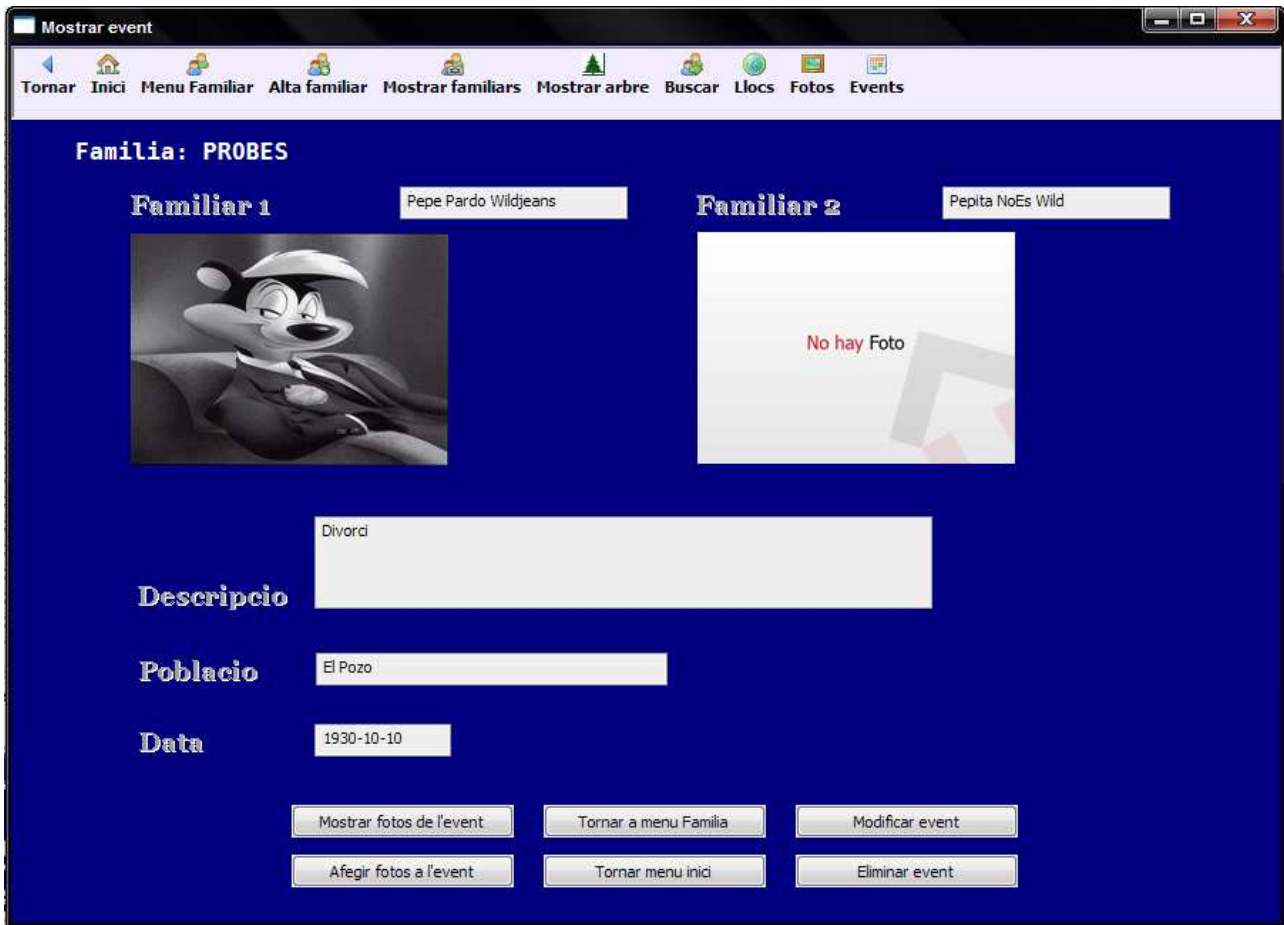 Mostrar event
Tornar Inici Menu Familiar Alta familiar Mostrar familiars Mostrar arbre Buscar Llocs Fotos Events
Familia: PROBES
Familiar 1
Pepe Pardo Wildjeans
Familiar 2
Pepita NoEs Wild
No hay Foto
Divorci
Descripcio
Poblacio
El Pozo
Data
1930-10-10
Mostrar fotos de l'event
Tornar a menu Familia
Modificar event
Afegir fotos a l'event
Tornar menu inici
Eliminar event